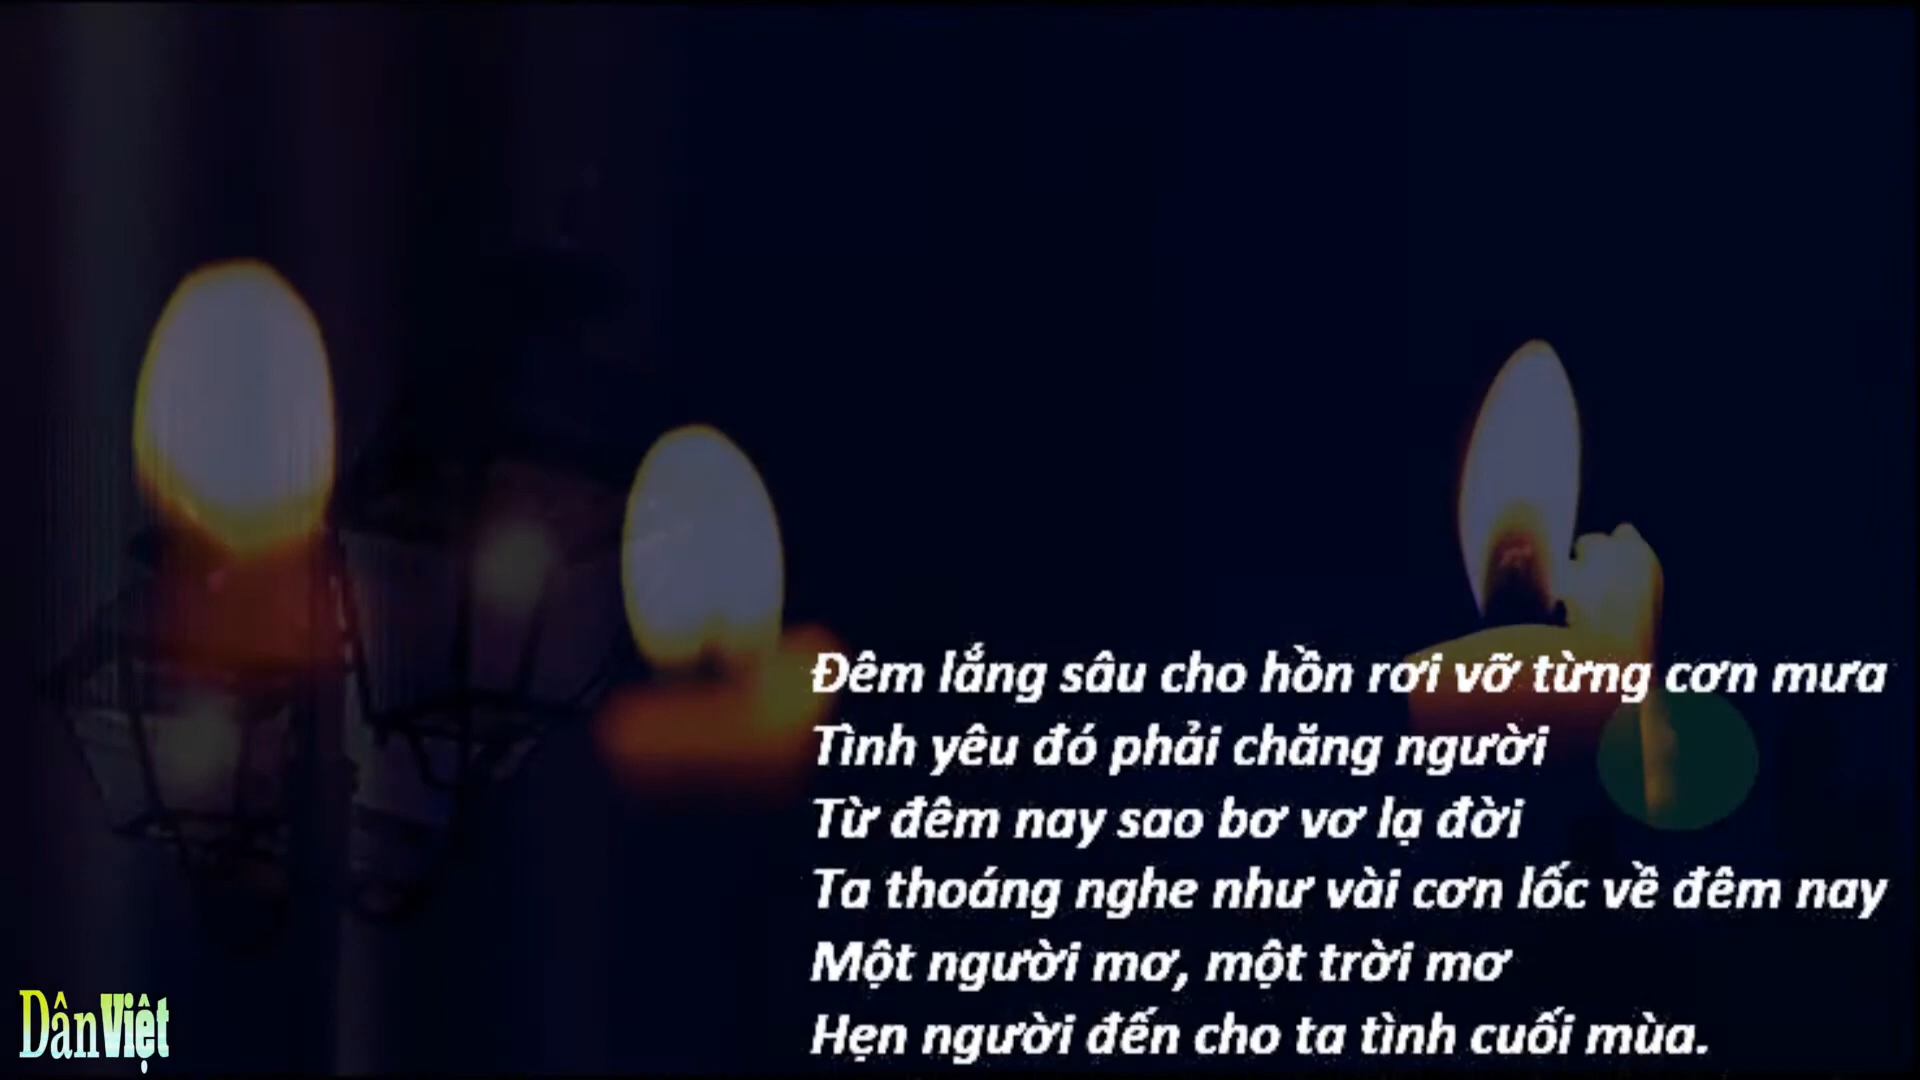 Đêm lắng sâu cho hồn rơi vỡ từng cơn mưa
Tình yêu đó phải chăng người
Từ đêm nay sao bơ vơ lạ đời
Ta thoáng nghe như vài cơn lốc về đêm nay
Một người mơ, một trời mơ
Hẹn người đến cho ta tình cuối mùa.
DânViệt